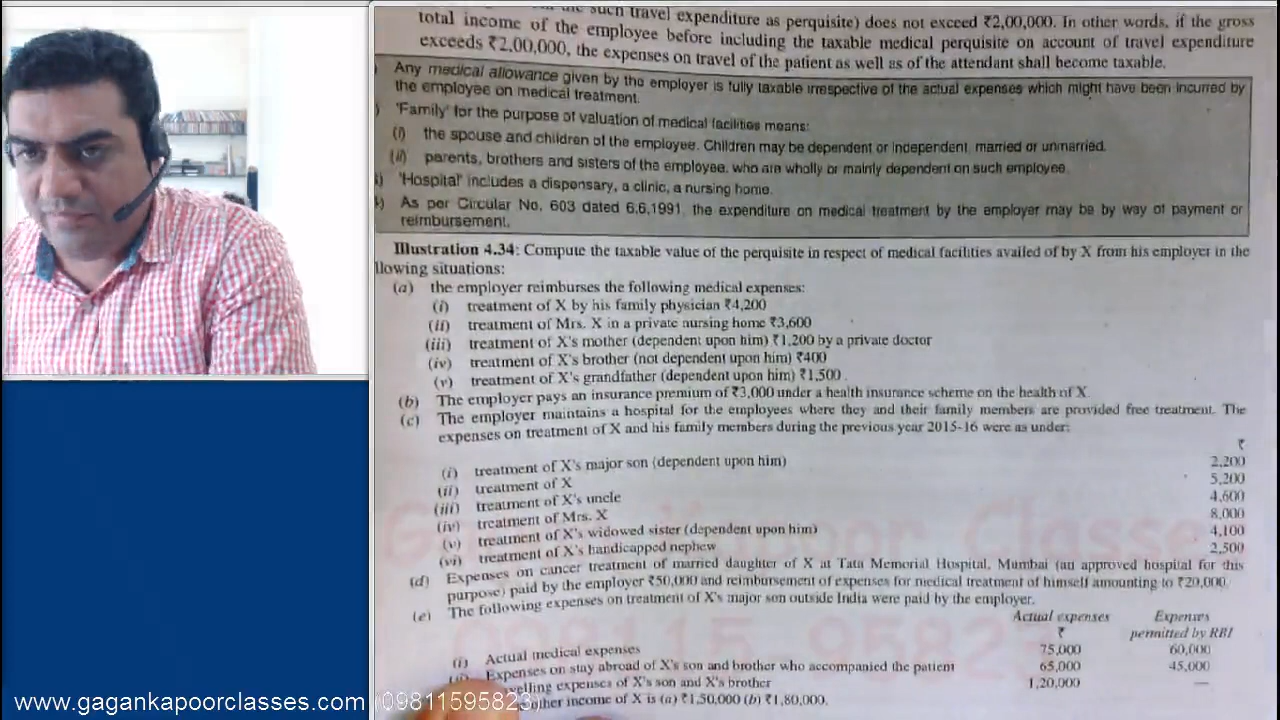 such travel expenditure as perquisite) does not exceed ₹2,00,000. In other words, if the gross
total income of the employee before including the taxable medical perquisite on account of travel expenditure
exceeds ₹2,00,000, the expenses on travel of the patient as well as of the attendant shall become taxable.
Any medical allowance given by the employer is fully taxable irrespective of the actual expenses which might have been incurred by
the employee on medical treatment.
'Family' for the purpose of valuation of medical facilities means:
(i) the spouse and children of the employee. Children may be dependent or independent, married or unmarried.
(ii) parents, brothers and sisters of the employee, who are wholly or mainly dependent on such employee.
'Hospital' includes a dispensary, a clinic, a nursing home.
As per Circular No. 603 dated 6.6.1991, the expenditure on medical treatment by the employer may be by way of payment or
reimbursement.
Illustration 4.34: Compute the taxable value of the perquisite in respect of medical facilities availed of by X from his employer in the
llowing situations:
(a) the employer reimburses the following medical expenses:
(i) treatment of X by his family physician ₹4,200
(ii) treatment of Mrs. X in a private nursing home ₹3,600
(iii) treatment of X's mother (dependent upon him) ₹1,200 by a private doctor
(iv) treatment of X's brother (not dependent upon him) ₹400
(v) treatment of X's grandfather (dependent upon him) ₹1,500
(b) The employer pays an insurance premium of ₹3,000 under a health insurance scheme on the health of X.
(c) The employer maintains a hospital for the employees where they and their family members are provided free treatment. The
expenses on treatment of X and his family members during the previous year 2015-16 were as under:
₹
(i) treatment of X's major son (dependent upon him) 2,200
(ii) treatment of X 5,200
(iii) treatment of X's uncle 4,600
(iv) treatment of Mrs. X 8,000
(v) treatment of X's widowed sister (dependent upon him) 4,100
(vi) treatment of X's handicapped nephew 2,500
(d) Expenses on cancer treatment of married daughter of X at Tata Memorial Hospital, Mumbai (an approved hospital for this
purpose) paid by the employer ₹50,000 and reimbursement of expenses for medical treatment of himself amounting to ₹20,000.
(e) The following expenses on treatment of X's major son outside India were paid by the employer.
Actual expenses Expenses
₹ permitted by RBI
(i) Actual medical expenses 75,000 60,000
Expenses on stay abroad of X's son and brother who accompanied the patient 65,000 45,000
velling expenses of X's son and X's brother 1,20,000 —
income of X is (a) ₹1,50,000 (b) ₹1,80,000.
www.gagankapoorclasses.com (09811595823)